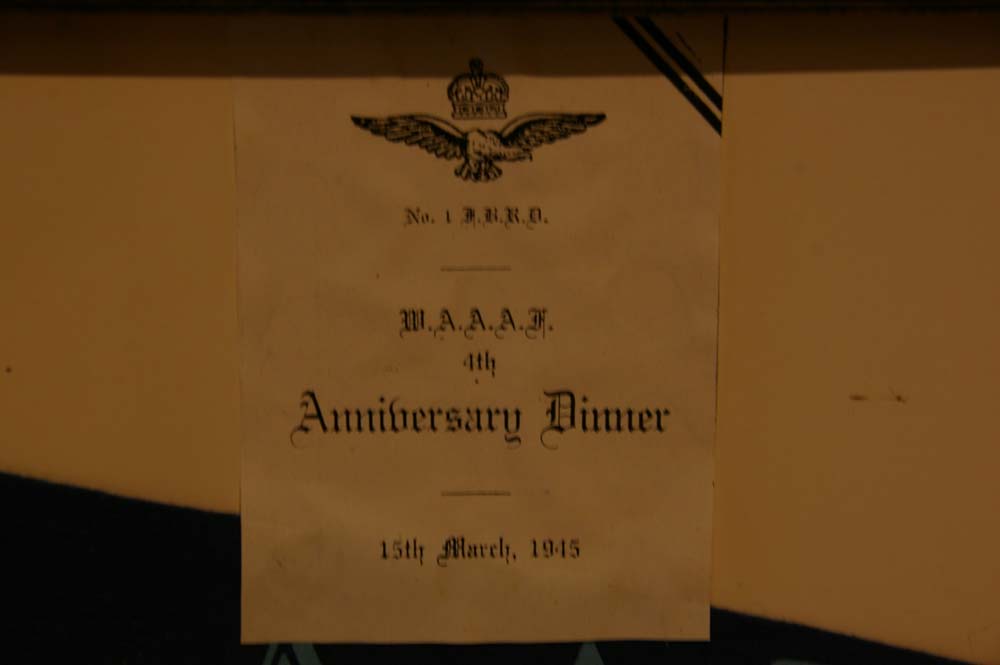 No. 1 F.B.R.D.
W.A.A.A.F.
4th
Anniversary Dinner
15th March, 1945